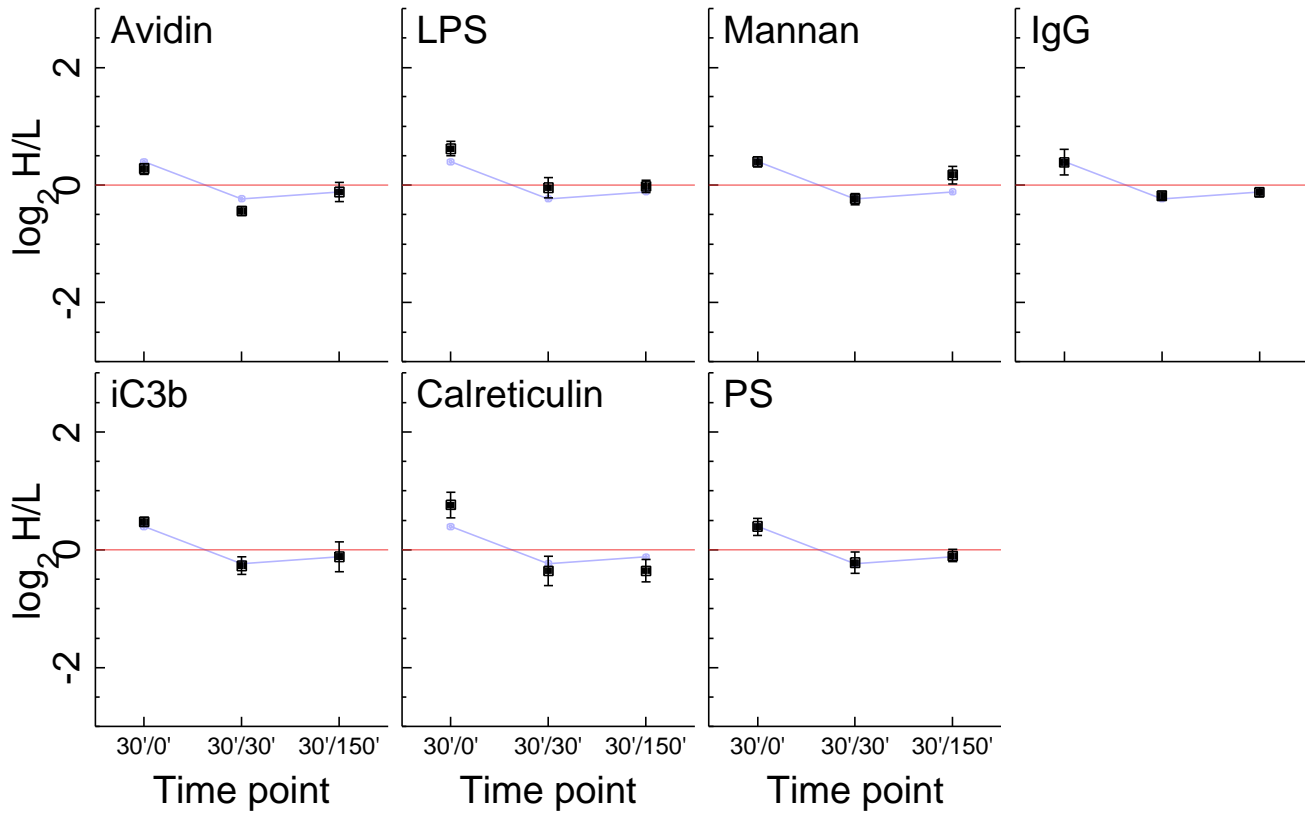 Avidin LPS Mannan IgG
2
0
-2
log2 H/L
iC3b Calreticulin PS
2
0
-2
log2 H/L
30'/0' 30'/30' 30'/150' 30'/0' 30'/30' 30'/150' 30'/0' 30'/30' 30'/150'
Time point Time point Time point